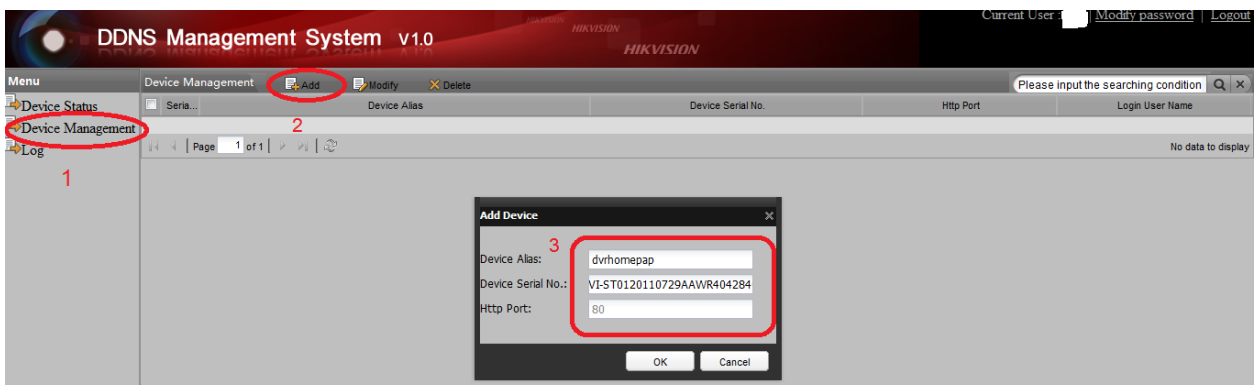 Current User : | Modify password | Logout
DDNS Management System V1.0
HIKVISION
HIKVISION
HIKVISION
Menu
Device Management Add Modify Delete
Please input the searching condition
Device Status
Seria... Device Alias Device Serial No. Http Port Login User Name
Device Management
2
Log
Page 1 of 1
No data to display
1
Add Device
3
Device Alias: dvrhomepap
Device Serial No.: VI-ST0120110729AAWR404284
Http Port: 80
OK Cancel